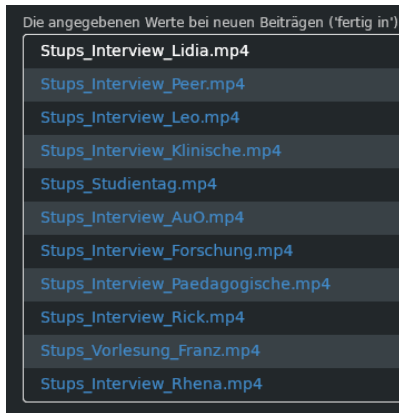 Die angegebenen Werte bei neuen Beiträgen ('fertig in')
Stups_Interview_Lidia.mp4
Stups_Interview_Peer.mp4
Stups_Interview_Leo.mp4
Stups_Interview_Klinische.mp4
Stups_Studientag.mp4
Stups_Interview_AuO.mp4
Stups_Interview_Forschung.mp4
Stups_Interview_Paedagogische.mp4
Stups_Interview_Rick.mp4
Stups_Vorlesung_Franz.mp4
Stups_Interview_Rhena.mp4